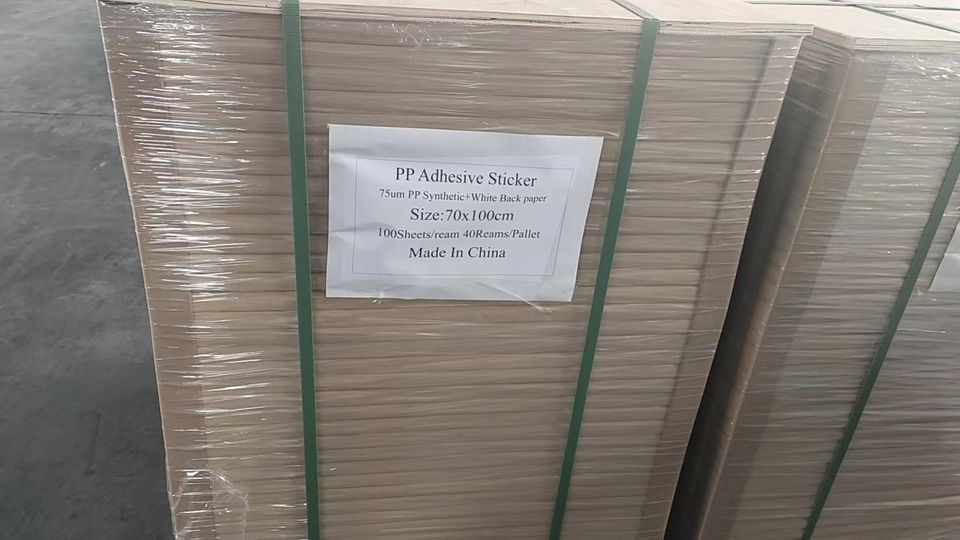 PP Adhesive Sticker
75um PP Synthetic+White Back paper
Size:70x100cm
100Sheets/ream 40Reams/Pallet
Made In China